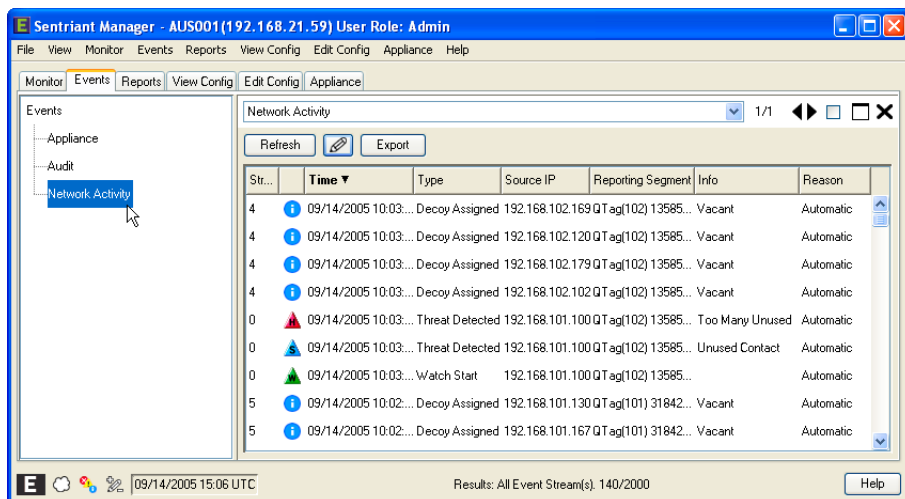 E Sentriant Manager - AUS001(192.168.21.59) User Role: Admin
File View Monitor Events Reports View Config Edit Config Appliance Help
Monitor Events Reports View Config Edit Config Appliance
Events
Appliance
Audit
Network Activity
Network Activity 1/1
Refresh Export
Str... Time Type Source IP Reporting Segment Info Reason
4 i 09/14/2005 10:03:... Decoy Assigned 192.168.102.169 QTag(102) 13585... Vacant Automatic
4 i 09/14/2005 10:03:... Decoy Assigned 192.168.102.120 QTag(102) 13585... Vacant Automatic
4 i 09/14/2005 10:03:... Decoy Assigned 192.168.102.179 QTag(102) 13585... Vacant Automatic
4 i 09/14/2005 10:03:... Decoy Assigned 192.168.102.102 QTag(102) 13585... Vacant Automatic
0 H 09/14/2005 10:03:... Threat Detected 192.168.101.100 QTag(102) 13585... Too Many Unused Automatic
0 S 09/14/2005 10:03:... Threat Detected 192.168.101.100 QTag(102) 13585... Unused Contact Automatic
0 W 09/14/2005 10:03:... Watch Start 192.168.101.100 QTag(102) 13585... Automatic
5 i 09/14/2005 10:02:... Decoy Assigned 192.168.101.130 QTag(101) 31842... Vacant Automatic
5 i 09/14/2005 10:02:... Decoy Assigned 192.168.101.167 QTag(101) 31842... Vacant Automatic
E 09/14/2005 15:06 UTC Results: All Event Stream(s). 140/2000 Help